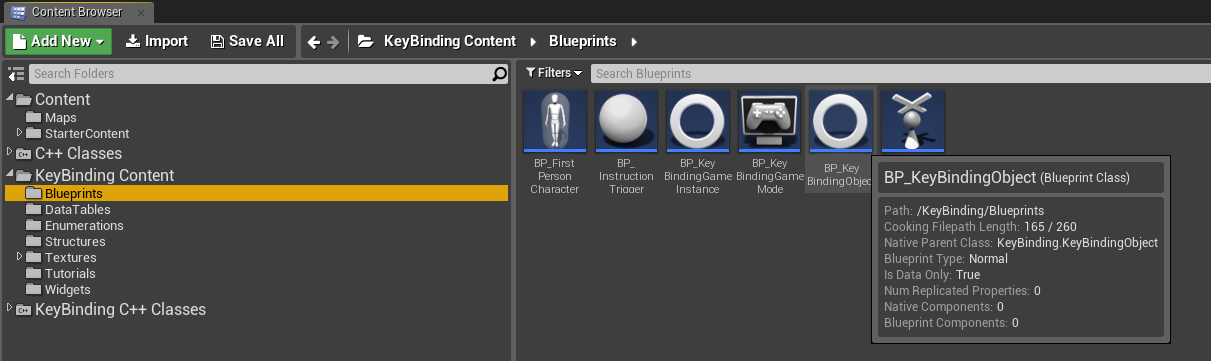 Content Browser
Add New Import Save All KeyBinding Content Blueprints
Search Folders
Filters Search Blueprints
Content
Maps
StarterContent
C++ Classes
KeyBinding Content
Blueprints
DataTables
Enumerations
Structures
Textures
Tutorials
Widgets
KeyBinding C++ Classes
BP_First
Person
Character
BP_
Instruction
Trigger
BP_Key
BindingGame
Instance
BP_Key
BindingGame
Mode
BP_Key
BindingObjec
BP_KeyBindingObject (Blueprint Class)
Path: /KeyBinding/Blueprints
Cooking Filepath Length: 165 / 260
Native Parent Class: KeyBinding.KeyBindingObject
Blueprint Type: Normal
Is Data Only: True
Num Replicated Properties: 0
Native Components: 0
Blueprint Components: 0